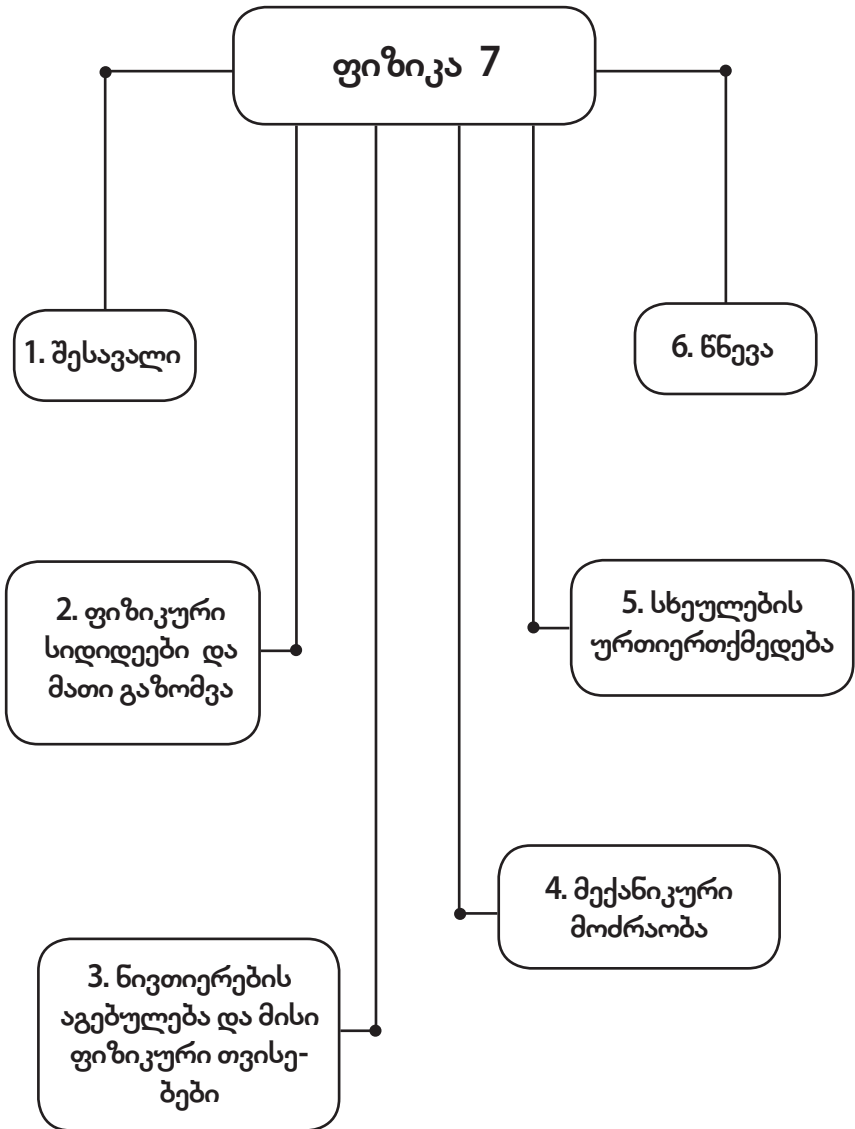 ფიზიკა 7
1. შესავალი
6. წნევა
2. ფიზიკური
სიდიდეები და
მათი გაზომვა
5. სხეულების
ურთიერთქმედება
4. მექანიკური
მოძრაობა
3. ნივთიერების
აგებულება და მისი
ფიზიკური თვისე-
ბები